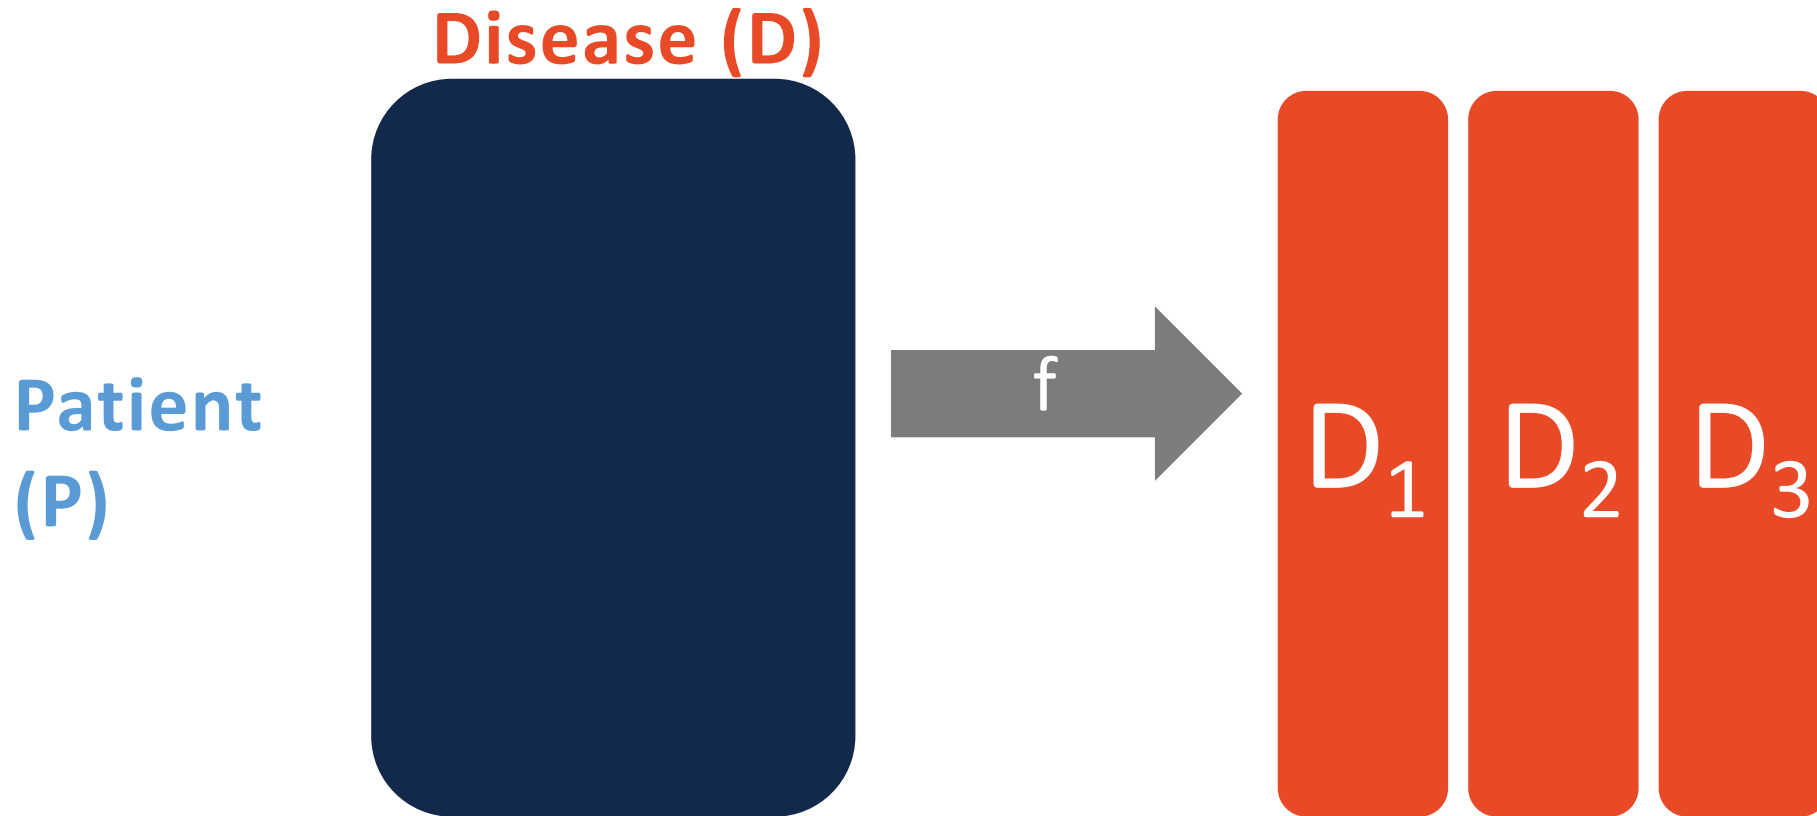 Disease (D)
Patient
(P)
f
D₁ D₂ D₃